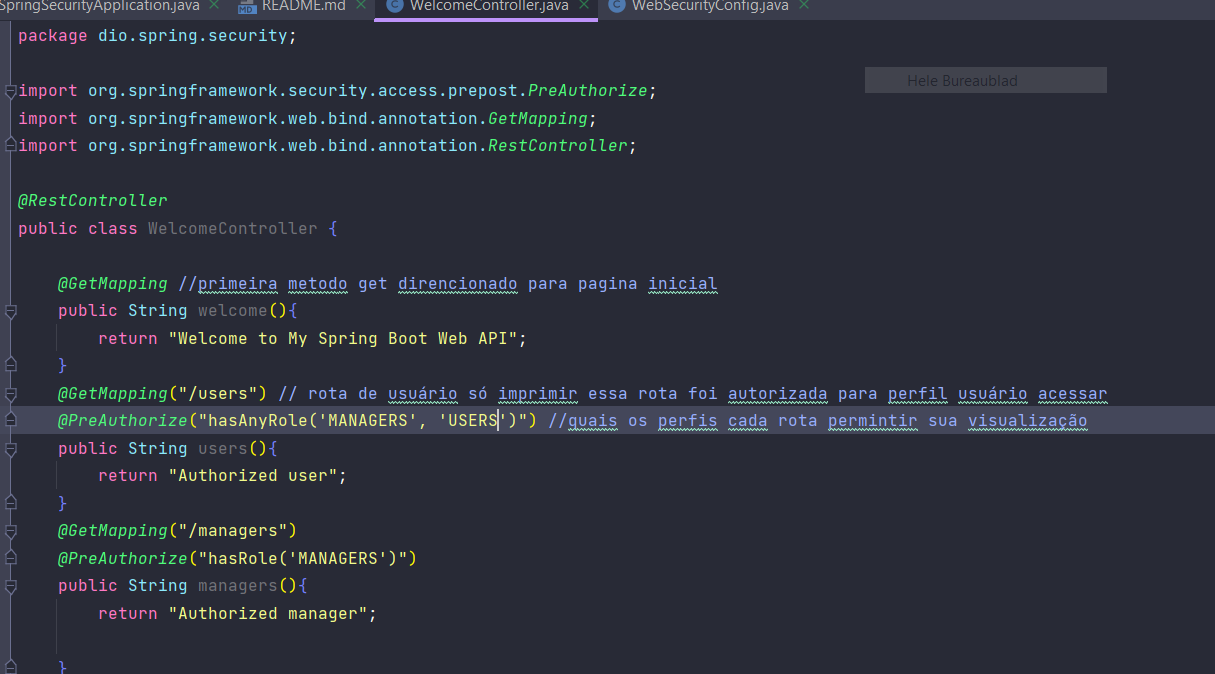 SpringSecurityApplication.java README.md WelcomeController.java WebSecurityConfig.java
package dio.spring.security;
Hele Bureaublad
import org.springframework.security.access.prepost.PreAuthorize;
import org.springframework.web.bind.annotation.GetMapping;
import org.springframework.web.bind.annotation.RestController;
@RestController
public class WelcomeController {
@GetMapping //primeira metodo get direncionado para pagina inicial
public String welcome(){
return "Welcome to My Spring Boot Web API";
}
@GetMapping("/users") // rota de usuário só imprimir essa rota foi autorizada para perfil usuário acessar
@PreAuthorize("hasAnyRole('MANAGERS', 'USERS')") //quais os perfis cada rota permintir sua visualização
public String users(){
return "Authorized user";
}
@GetMapping("/managers")
@PreAuthorize("hasRole('MANAGERS')")
public String managers(){
return "Authorized manager";
}